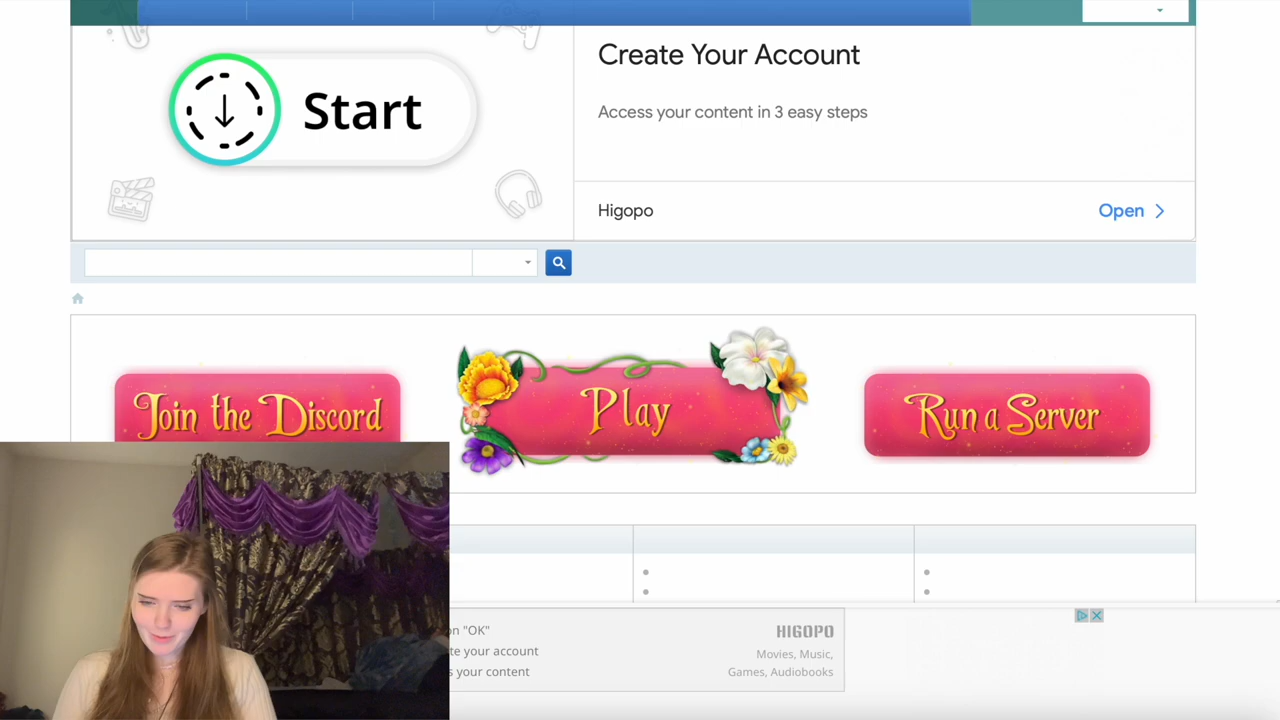 Start
Create Your Account
Access your content in 3 easy steps
Higopo
Open
Join the Discord
Play
Run a Server
on "OK"
te your account
s your content
HIGOPO
Movies, Music,
Games, Audiobooks